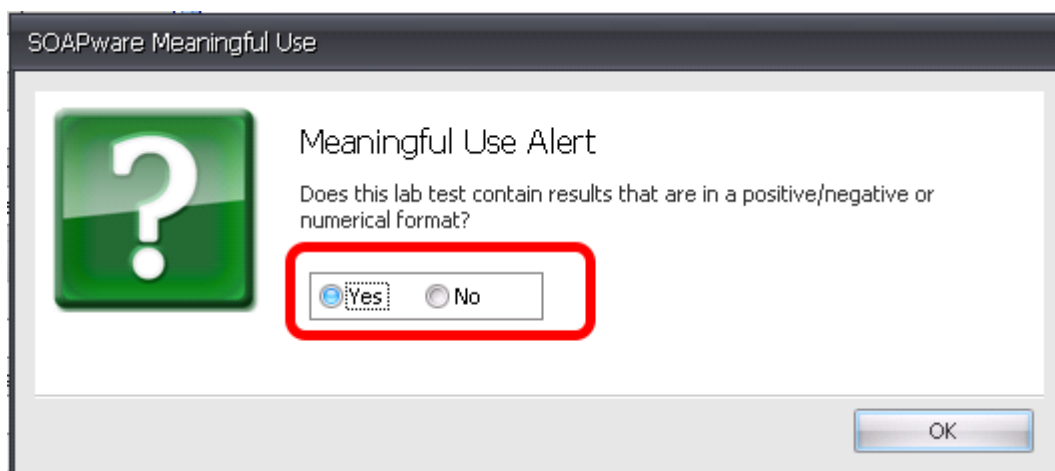 SOAPware Meaningful Use
Meaningful Use Alert
Does this lab test contain results that are in a positive/negative or
numerical format?
Yes No
OK